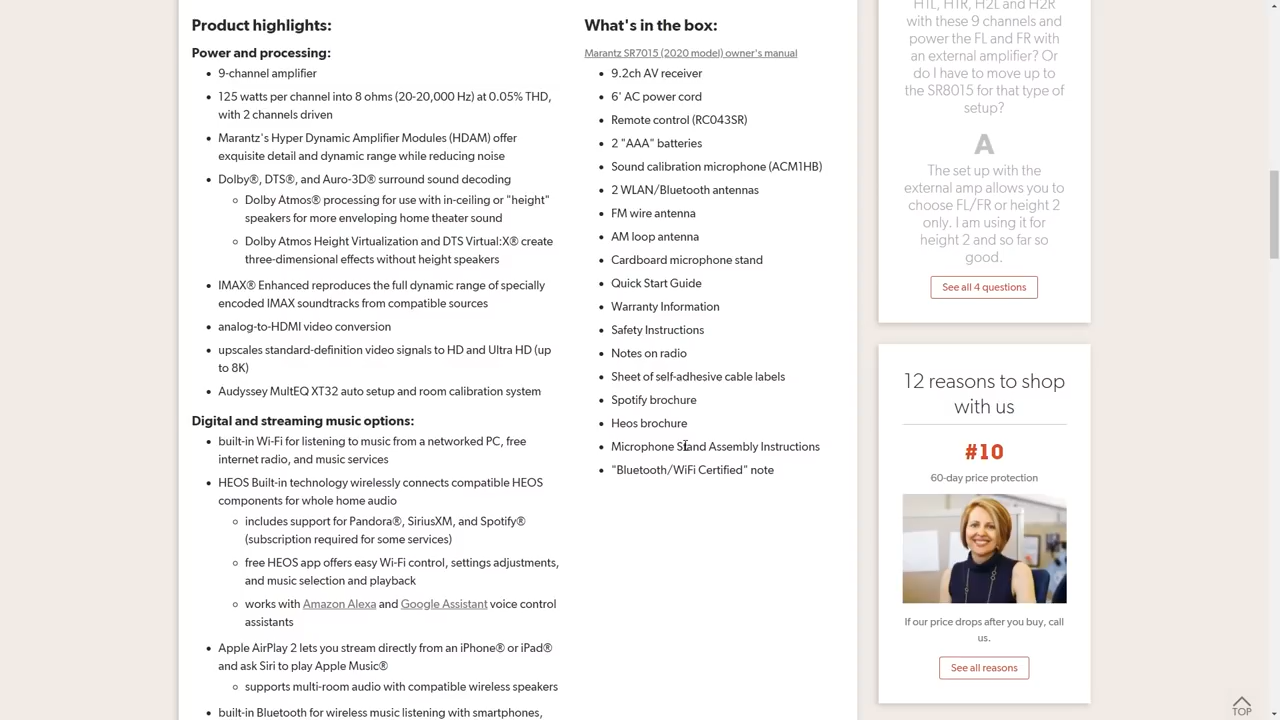 Product highlights:
Power and processing:
9-channel amplifier
125 watts per channel into 8 ohms (20-20,000 Hz) at 0.05% THD,
with 2 channels driven
Marantz's Hyper Dynamic Amplifier Modules (HDAM) offer
exquisite detail and dynamic range while reducing noise
Dolby®, DTS®, and Auro-3D® surround sound decoding
Dolby Atmos® processing for use with in-ceiling or "height"
speakers for more enveloping home theater sound
Dolby Atmos Height Virtualization and DTS Virtual:X® create
three-dimensional effects without height speakers
IMAX® Enhanced reproduces the full dynamic range of specially
encoded IMAX soundtracks from compatible sources
analog-to-HDMI video conversion
upscales standard-definition video signals to HD and Ultra HD (up
to 8K)
Audyssey MultEQ XT32 auto setup and room calibration system
Digital and streaming music options:
built-in Wi-Fi for listening to music from a networked PC, free
internet radio, and music services
HEOS Built-in technology wirelessly connects compatible HEOS
components for whole home audio
includes support for Pandora®, SiriusXM, and Spotify®
(subscription required for some services)
free HEOS app offers easy Wi-Fi control, settings adjustments,
and music selection and playback
works with Amazon Alexa and Google Assistant voice control
assistants
Apple AirPlay 2 lets you stream directly from an iPhone® or iPad®
and ask Siri to play Apple Music®
supports multi-room audio with compatible wireless speakers
built-in Bluetooth for wireless music listening with smartphones,
What's in the box:
Marantz SR7015 (2020 model) owner's manual
9.2ch AV receiver
6' AC power cord
Remote control (RC043SR)
2 "AAA" batteries
Sound calibration microphone (ACM1HB)
2 WLAN/Bluetooth antennas
FM wire antenna
AM loop antenna
Cardboard microphone stand
Quick Start Guide
Warranty Information
Safety Instructions
Notes on radio
Sheet of self-adhesive cable labels
Spotify brochure
Heos brochure
Microphone Stand Assembly Instructions
"Bluetooth/WiFi Certified" note
H1L, H1R, H2L and H2R
with these 9 channels and
power the FL and FR with
an external amplifier? Or
do I have to move up to
the SR8015 for that type of
setup?
A
The set up with the
external amp allows you to
choose FL/FR or height 2
only. I am using it for
height 2 and so far so
good.
See all 4 questions
12 reasons to shop
with us
#10
60-day price protection
If our price drops after you buy, call
us.
See all reasons
TOP